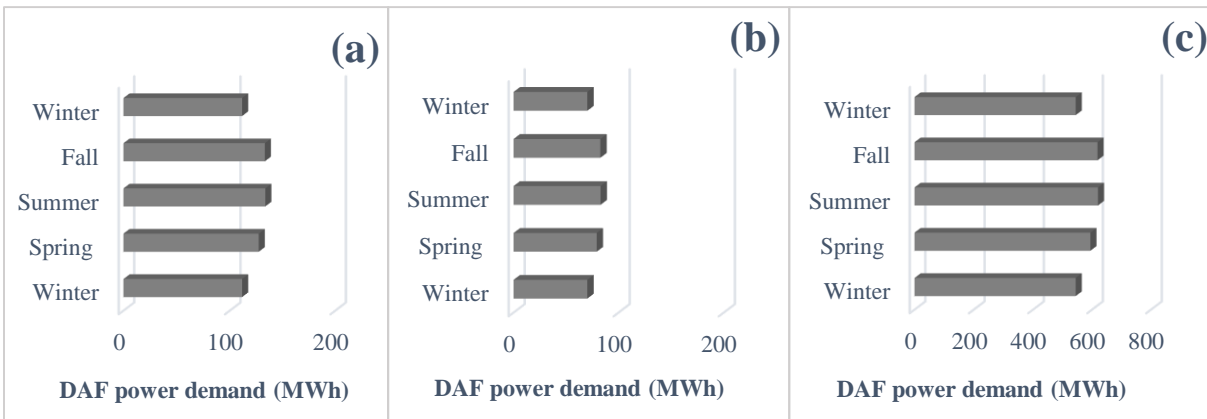 (a)
Winter
Fall
Summer
Spring
Winter
0 100 200
DAF power demand (MWh)
(b)
Winter
Fall
Summer
Spring
Winter
0 100 200
DAF power demand (MWh)
(c)
Winter
Fall
Summer
Spring
Winter
0 200 400 600 800
DAF power demand (MWh)